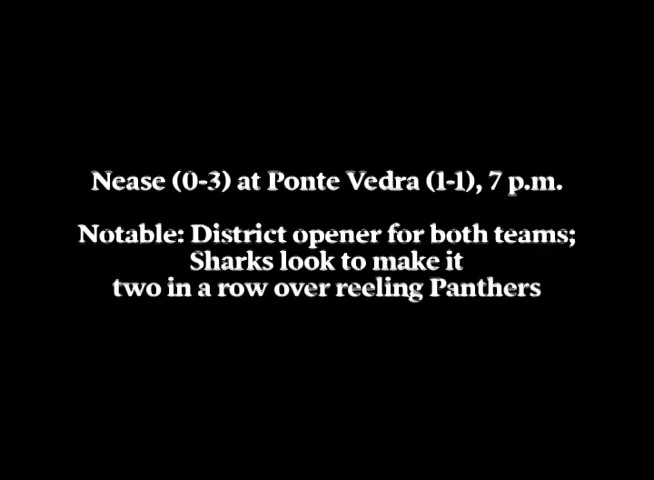 Nease (0-3) at Ponte Vedra (1-1), 7 p.m.
Notable: District opener for both teams;
Sharks look to make it
two in a row over reeling Panthers